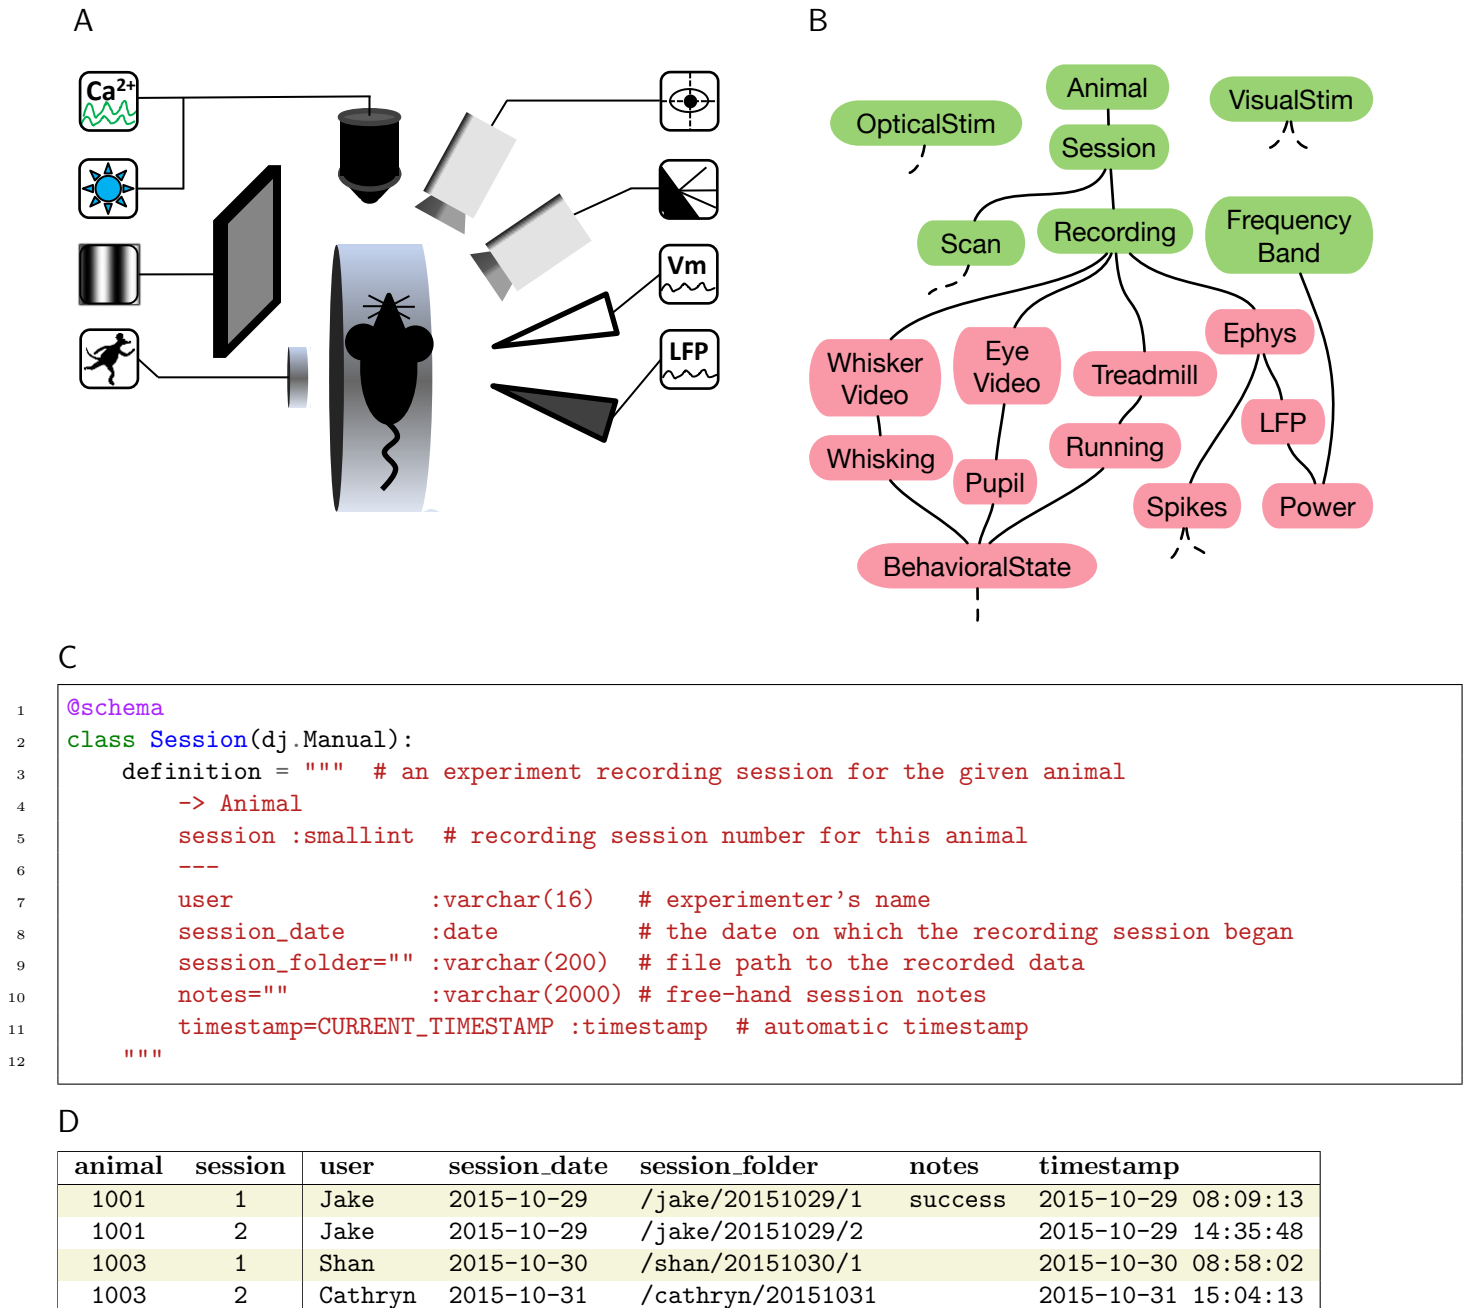 A
B
Ca2+
Vm
LFP
Animal
VisualStim
OpticalStim
Session
Scan
Recording
Frequency
Band
Ephys
Whisker
Video
Eye
Video
Treadmill
LFP
Running
Whisking
Pupil
Spikes
Power
BehavioralState
C
1 @schema
2 class Session(dj.Manual):
3 definition = """ # an experiment recording session for the given animal
4 -> Animal
5 session :smallint # recording session number for this animal
6 ---
7 user :varchar(16) # experimenter's name
8 session_date :date # the date on which the recording session began
9 session_folder="" :varchar(200) # file path to the recorded data
10 notes="" :varchar(2000) # free-hand session notes
11 timestamp=CURRENT_TIMESTAMP :timestamp # automatic timestamp
12 """
D
animal session user session_date session_folder notes timestamp
1001 1 Jake 2015-10-29 /jake/20151029/1 success 2015-10-29 08:09:13
1001 2 Jake 2015-10-29 /jake/20151029/2 2015-10-29 14:35:48
1003 1 Shan 2015-10-30 /shan/20151030/1 2015-10-30 08:58:02
1003 2 Cathryn 2015-10-31 /cathryn/20151031 2015-10-31 15:04:13